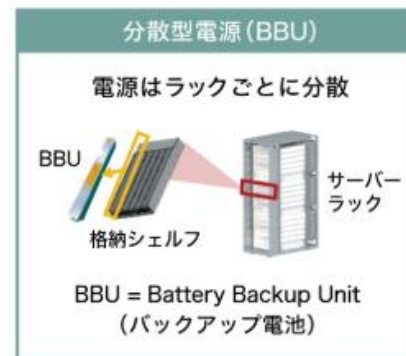 分散型電源(BBU)
電源はラックごとに分散
BBU
格納シェルフ
サーバー
ラック
BBU = Battery Backup Unit
(バックアップ電池)